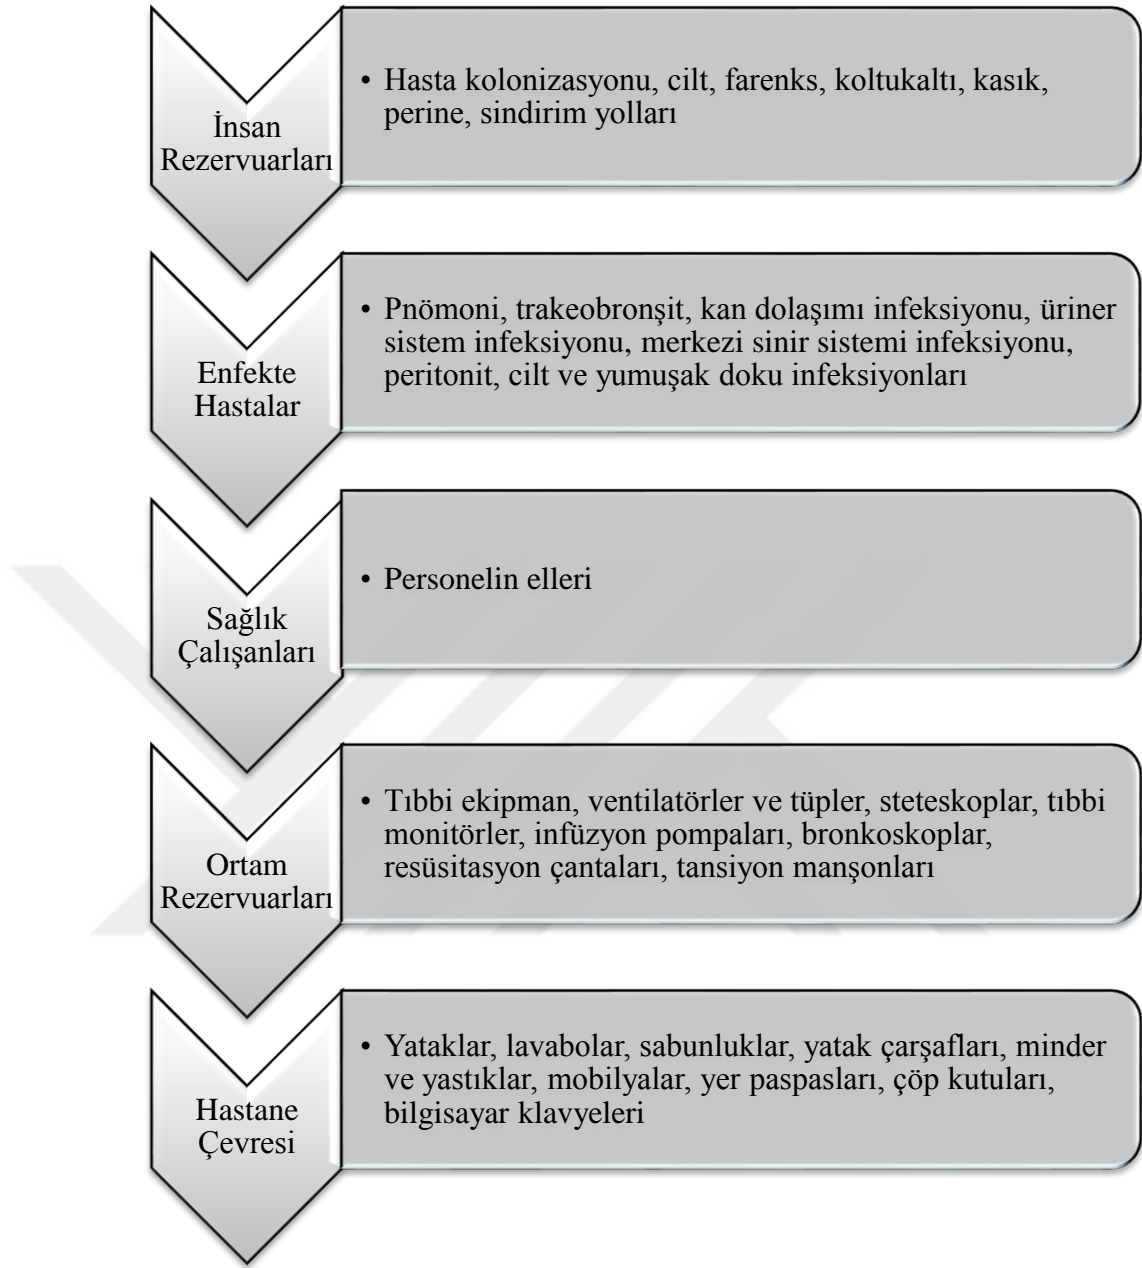 İnsan
Rezervuarları
• Hasta kolonizasyonu, cilt, farenks, koltukaltı, kasık,
perine, sindirim yolları
Enfekte
Hastalar
• Pnömoni, trakeobronşit, kan dolaşımı infeksiyonu, üriner
sistem infeksiyonu, merkezi sinir sistemi infeksiyonu,
peritonit, cilt ve yumuşak doku infeksiyonları
Sağlık
Çalışanları
• Personelin elleri
Ortam
Rezervuarları
• Tıbbi ekipman, ventilatörler ve tüpler, steteskoplar, tıbbi
monitörler, infüzyon pompaları, bronkoskoplar,
resüsitasyon çantaları, tansiyon manşonları
Hastane
Çevresi
• Yataklar, lavabolar, sabunluklar, yatak çarşafları, minder
ve yastıklar, mobilyalar, yer paspasları, çöp kutuları,
bilgisayar klavyeleri